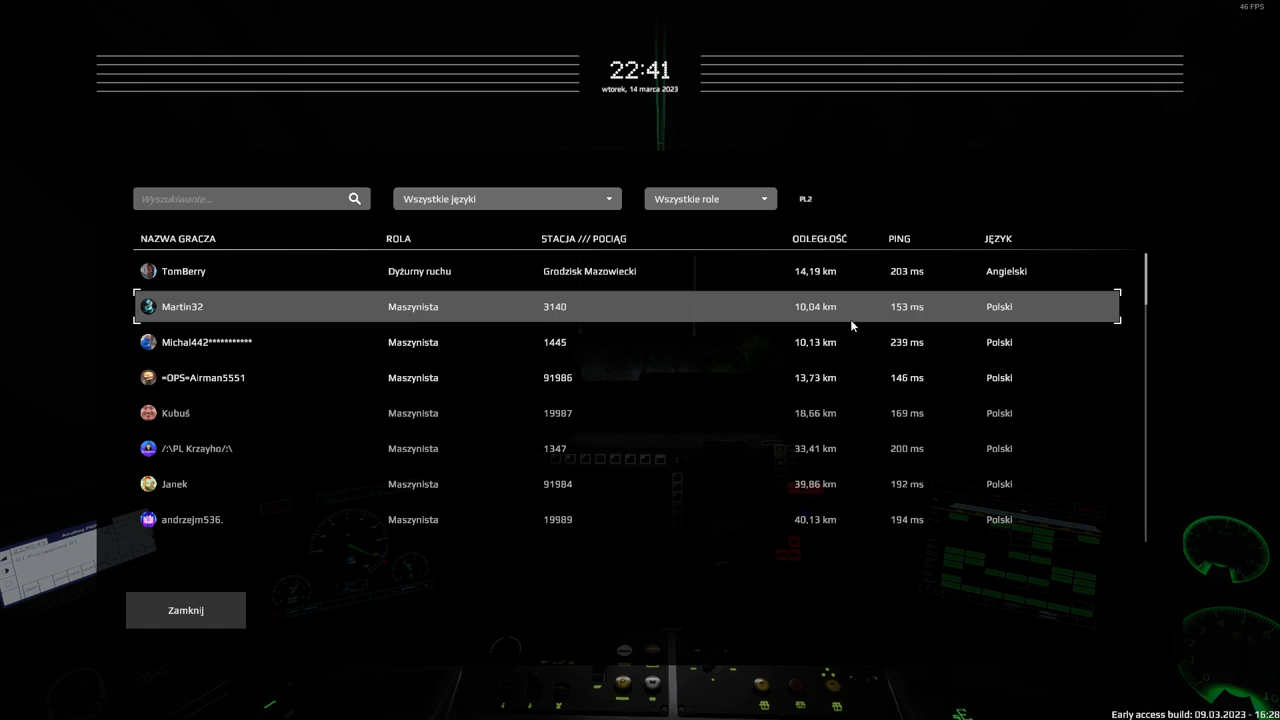 46 FPS
22:41
wtorek, 14 marca 2023
Wyszukiwanie... Wszystkie języki Wszystkie role PL2
NAZWA GRACZA ROLA STACJA /// POCIĄG ODLEGŁOŚĆ PING JĘZYK
TomBerry Dyżurny ruchu Grodzisk Mazowiecki 14,19 km 203 ms Angielski
Martin32 Maszynista 3140 10,04 km 153 ms Polski
Michal442*********** Maszynista 1445 10,13 km 239 ms Polski
=OPS=Airman5551 Maszynista 91986 13,73 km 146 ms Polski
Kubuś Maszynista 19987 18,66 km 169 ms Polski
/:\PL Krzayho/:\ Maszynista 1347 33,41 km 200 ms Polski
Janek Maszynista 91984 39,86 km 192 ms Polski
andrzejm536. Maszynista 19989 40,13 km 194 ms Polski
Zamknij
Early access build: 09.03.2023 - 16:28